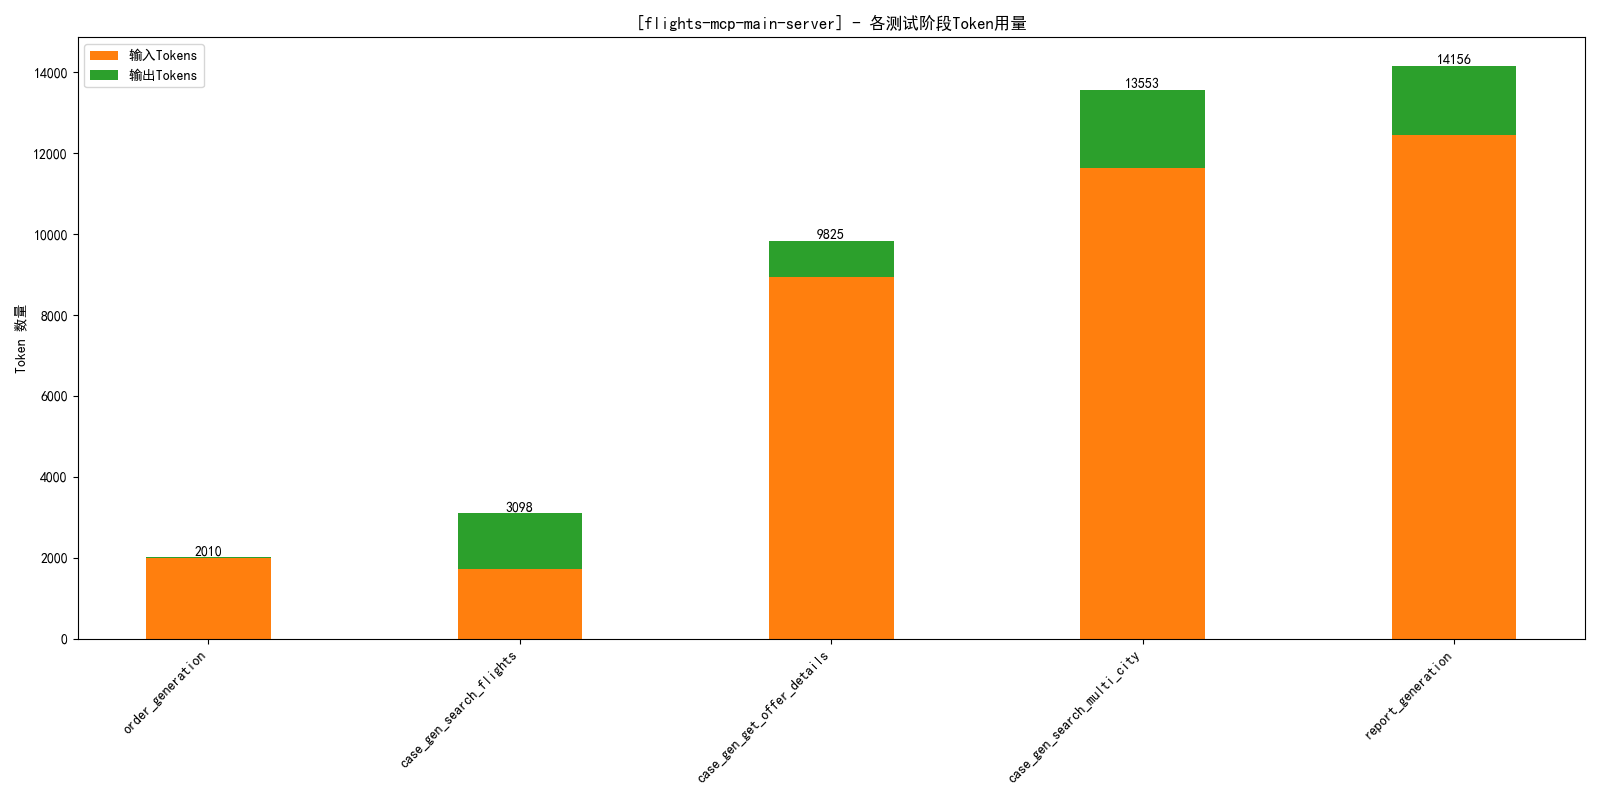 [flights-mcp-main-server] - 各测试阶段Token用量
输入Tokens
输出Tokens
Token 数量
14000
12000
10000
8000
6000
4000
2000
0
2010
3098
9825
13553
14156
order_generation
case_gen_search_flights
case_gen_get_offer_details
case_gen_search_multi_city
report_generation